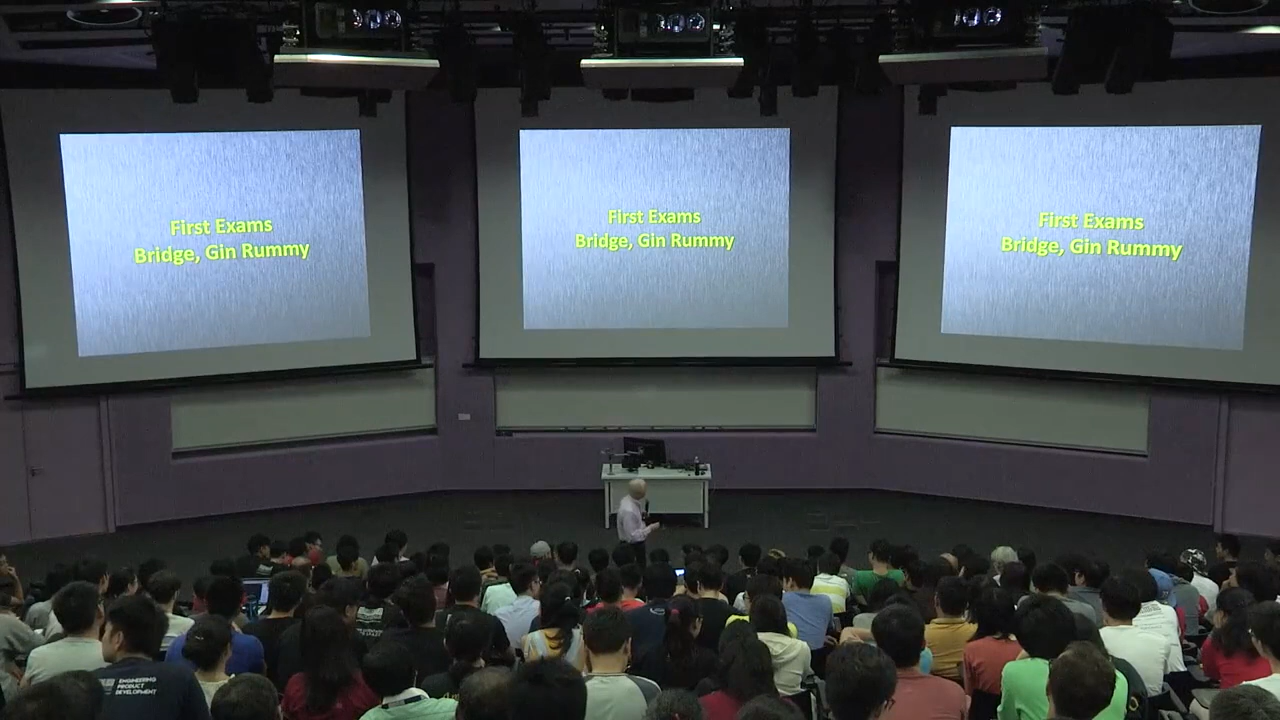 First Exams
Bridge, Gin Rummy
First Exams
Bridge, Gin Rummy
First Exams
Bridge, Gin Rummy
ENGINEERING
PRODUCT
DEVELOPMENT